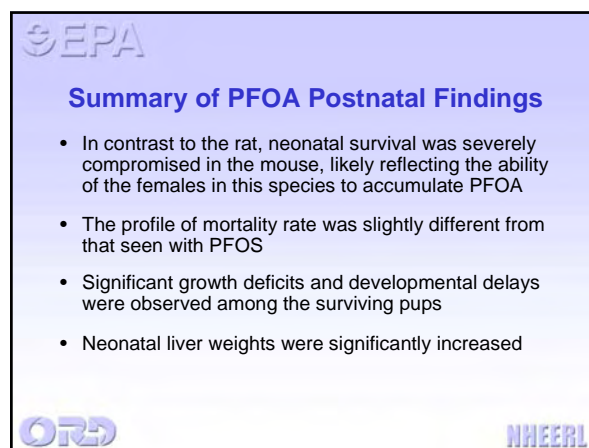 EPA
Summary of PFOA Postnatal Findings
• In contrast to the rat, neonatal survival was severely
compromised in the mouse, likely reflecting the ability
of the females in this species to accumulate PFOA
• The profile of mortality rate was slightly different from
that seen with PFOS
• Significant growth deficits and developmental delays
were observed among the surviving pups
• Neonatal liver weights were significantly increased
ORD
NHEERL